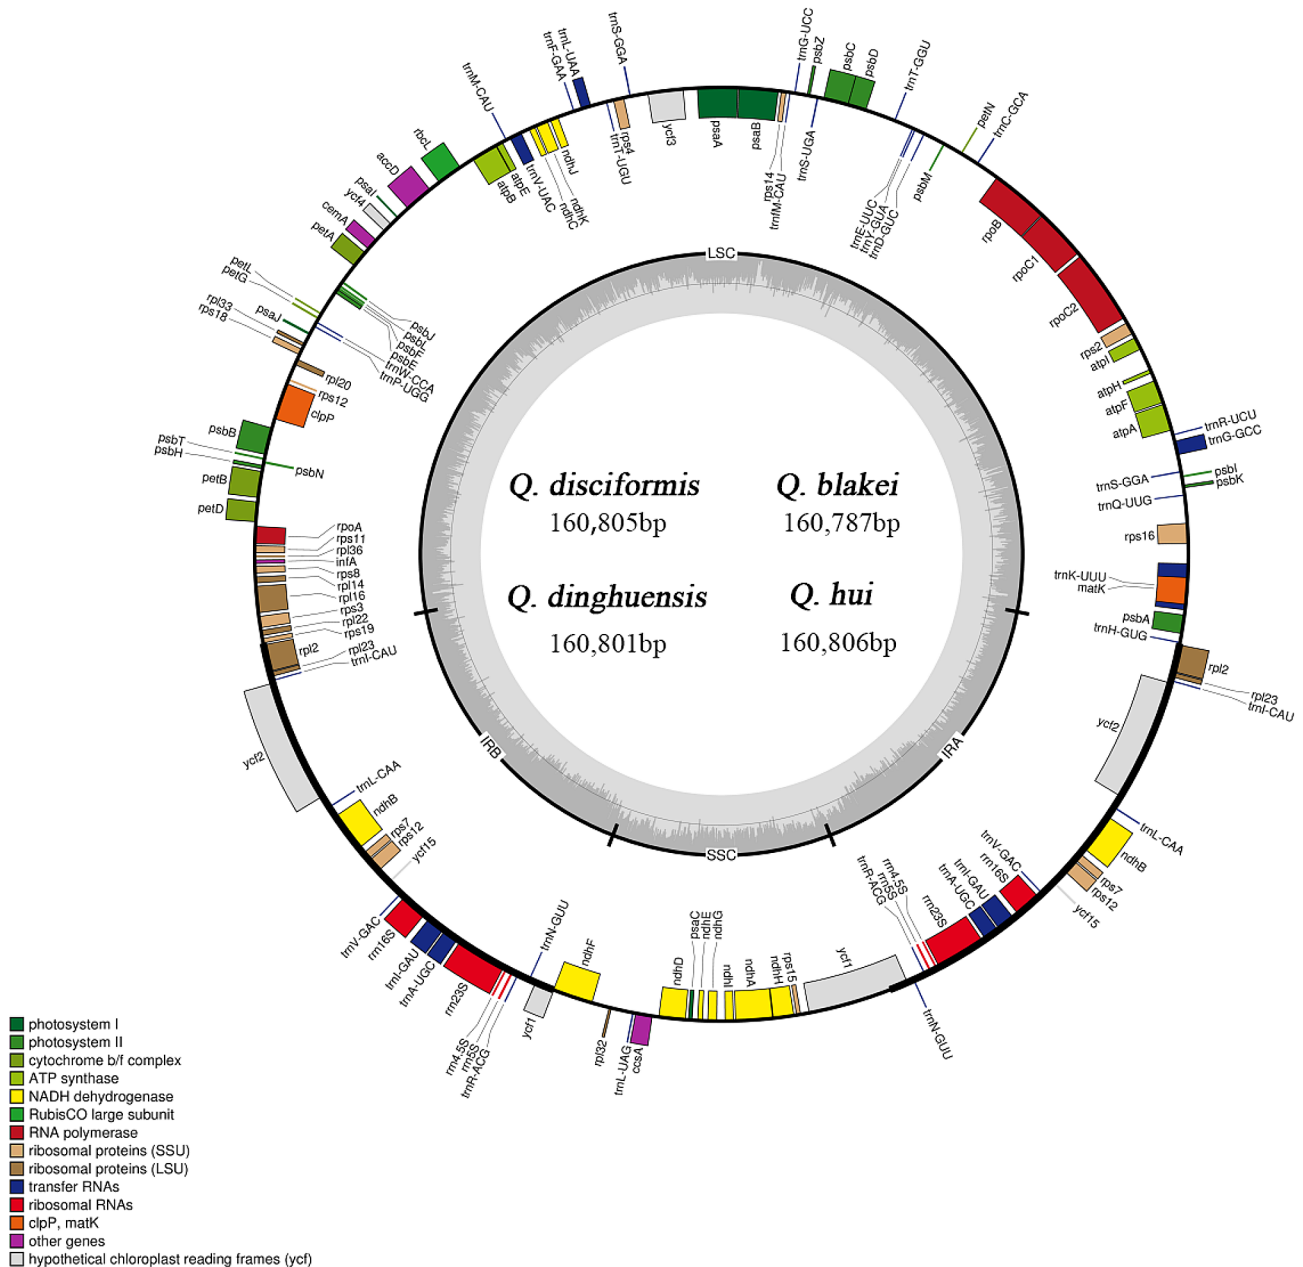 trnS-GGA
trnL-UAA
trnF-GAA
trnM-CAU
rbcL
accD
psaI
ycf4
cemA
petA
petL
petG
psaJ
rpl33
rps18
rpl20
rps12
clpP
psbB
psbT
psbH
psbN
petB
petD
trnG-UCC
psbZ
psbC
psbD
trnT-GGU
petN
trnC-GCA
ycf3
psaA
psaB
rps14
trnfM-CAU
trnS-UGA
trnE-UUC
trnY-GUA
trnD-GUC
psbM
rps4
trnT-UGU
ndhJ
ndhK
ndhC
trnV-UAC
atpE
atpB
psbJ
psbL
psbF
psbE
trnW-CCA
trnP-UGG
rpoB
rpoC1
rpoC2
rps2
atpI
atpH
atpF
atpA
trnR-UCU
trnG-GCC
trnS-GGA
psbI
psbK
trnQ-UUG
rps16
trnK-UUU
matK
psbA
trnH-GUG
rpl2
rpl23
trnI-CAU
ycf2
LSC
Q. disciformis
160,805bp
Q. blakei
160,787bp
Q. dinghuensis
160,801bp
Q. hui
160,806bp
IRB
IRA
SSC
rpoA
rps11
rpl36
infA
rps8
rpl14
rpl16
rps3
rpl22
rps19
rpl2
rpl23
trnI-CAU
ycf2
trnL-CAA
ndhB
rps7
rps12
ycf15
trnV-GAC
rrn16S
trnI-GAU
trnA-UGC
rrn23S
rrn4.5S
rrn5S
trnR-ACG
trnN-GUU
ycf1
ndhF
rpl32
trnL-UAG
ccsA
ndhD
psaC
ndhE
ndhG
ndhI
ndhA
ndhH
rps15
ycf1
trnN-GUU
trnR-ACG
rrn5S
rrn4.5S
rrn23S
trnA-UGC
trnI-GAU
rrn16S
trnV-GAC
ycf15
rps12
rps7
ndhB
trnL-CAA
photosystem I
photosystem II
cytochrome b/f complex
ATP synthase
NADH dehydrogenase
RubisCO large subunit
RNA polymerase
ribosomal proteins (SSU)
ribosomal proteins (LSU)
transfer RNAs
ribosomal RNAs
clpP, matK
other genes
hypothetical chloroplast reading frames (ycf)